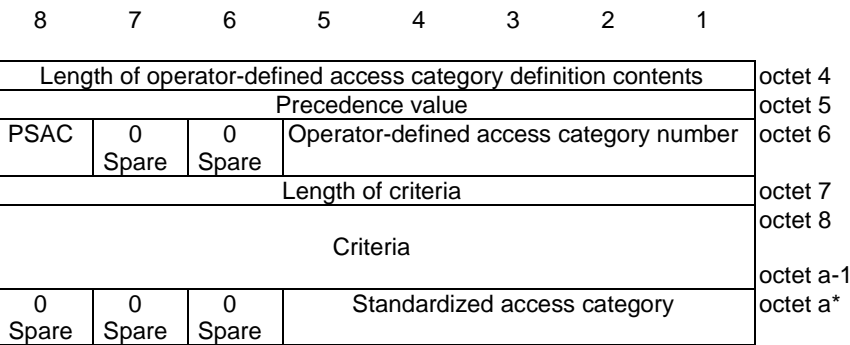 8 7 6 5 4 3 2 1
Length of operator-defined access category definition contents octet 4
Precedence value octet 5
PSAC 0 0 Operator-defined access category number octet 6
Spare Spare
Length of criteria octet 7
octet 8
Criteria
octet a-1
0 0 0 Standardized access category octet a*
Spare Spare Spare